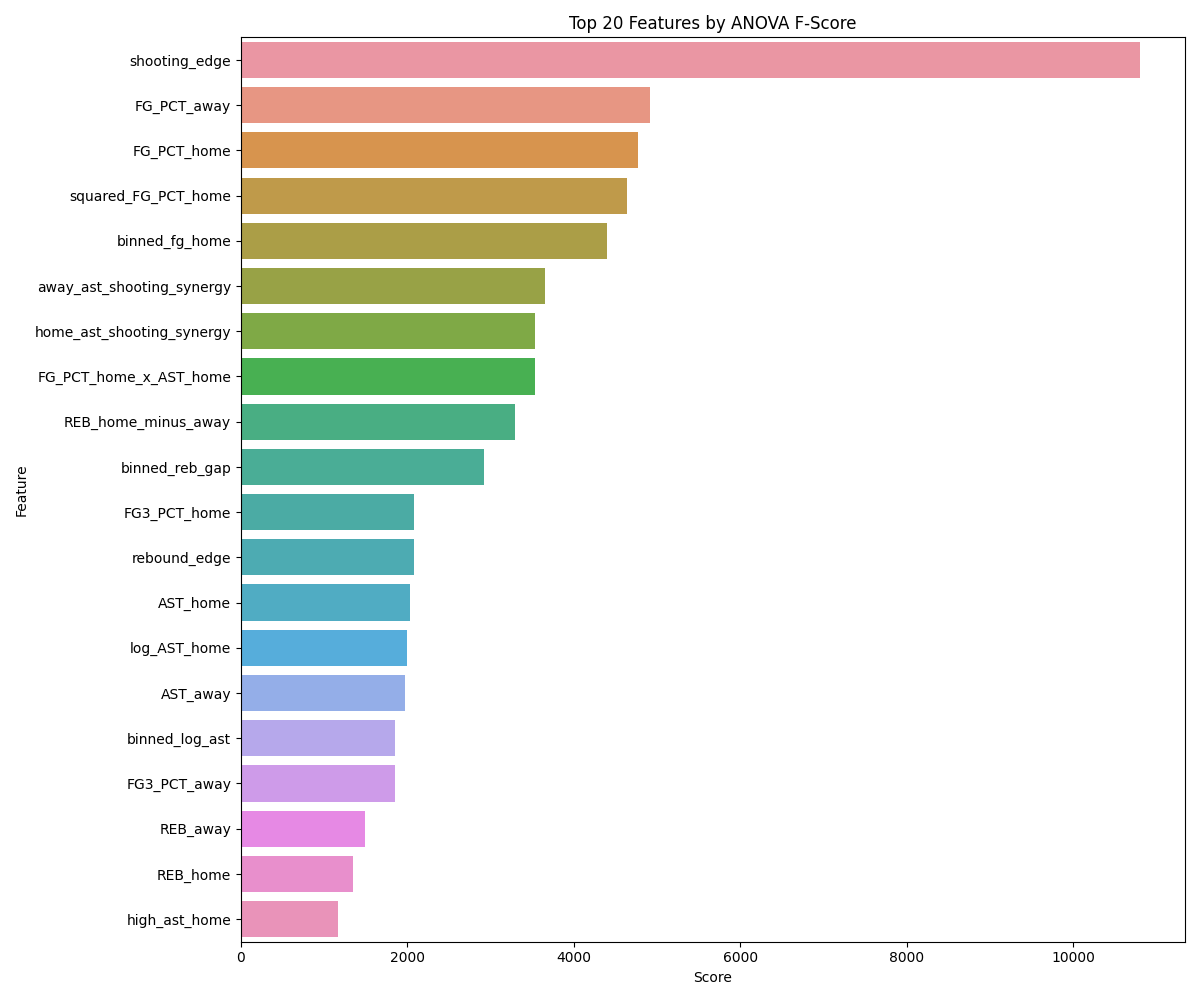 Top 20 Features by ANOVA F-Score
shooting_edge
FG_PCT_away
FG_PCT_home
squared_FG_PCT_home
binned_fg_home
away_ast_shooting_synergy
home_ast_shooting_synergy
FG_PCT_home_x_AST_home
REB_home_minus_away
binned_reb_gap
FG3_PCT_home
rebound_edge
AST_home
log_AST_home
AST_away
binned_log_ast
FG3_PCT_away
REB_away
REB_home
high_ast_home
Feature
0 2000 4000 6000 8000 10000
Score